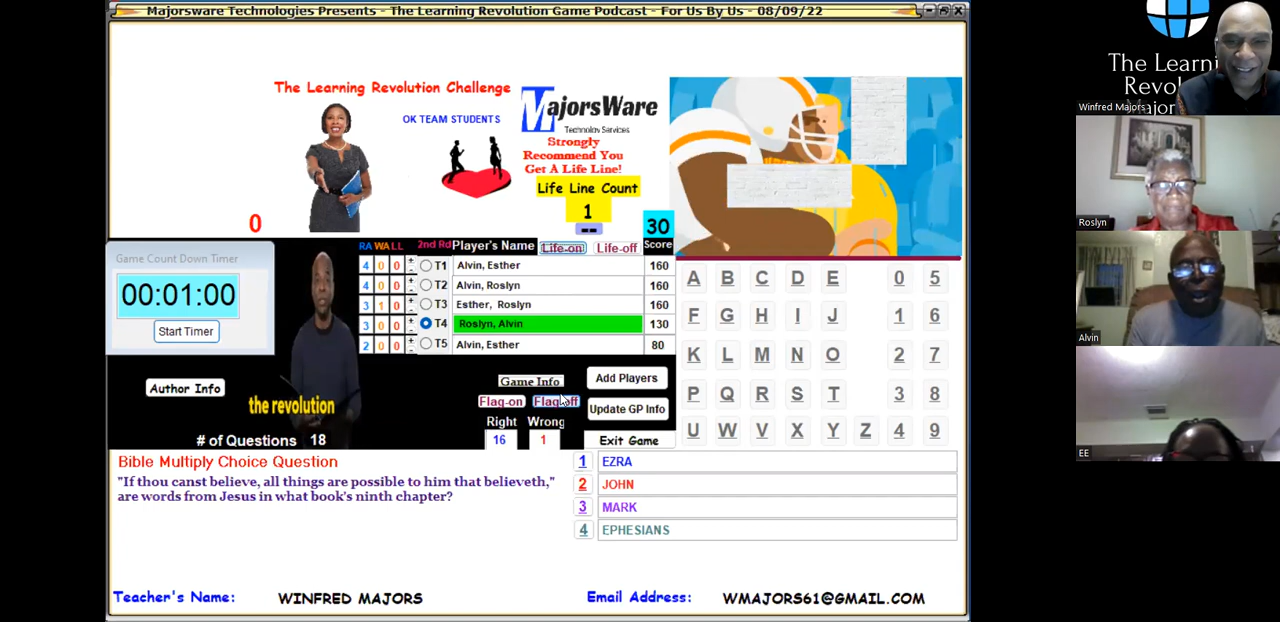 Majorsware Technologies Presents - The Learning Revolution Game Podcast - For Us By Us - 08/09/22
The Learning Revolution Challenge
OK TEAM STUDENTS
MajorsWare
Technology Services
Strongly
Recommend You
Get A Life Line!
Life Line Count
1
--
0
30
RA WA LL 2nd Rd Player's Name Life-on Life-off Score
4 0 0 + - T1 Alvin, Esther 160
4 0 0 + - T2 Alvin, Roslyn 160
3 1 0 + - T3 Esther, Roslyn 160
3 0 0 + - T4 Roslyn, Alvin 130
2 0 0 + - T5 Alvin, Esther 80
Game Count Down Timer
00:01:00
Start Timer
Author Info
the revolution
# of Questions 18
Game Info
Flag-on Flag-off
Right Wrong
16 1
Add Players
Update GP Info
Exit Game
A B C D E 0 5
F G H I J 1 6
K L M N O 2 7
P Q R S T 3 8
U W V X Y Z 4 9
Bible Multiply Choice Question
"If thou canst believe, all things are possible to him that believeth,"
are words from Jesus in what book's ninth chapter?
1 EZRA
2 JOHN
3 MARK
4 EPHESIANS
Teacher's Name: WINFRED MAJORS
Email Address: WMAJORS61@GMAIL.COM
The Learni
Revol
Major
Winfred Majors
Roslyn
Alvin
EE